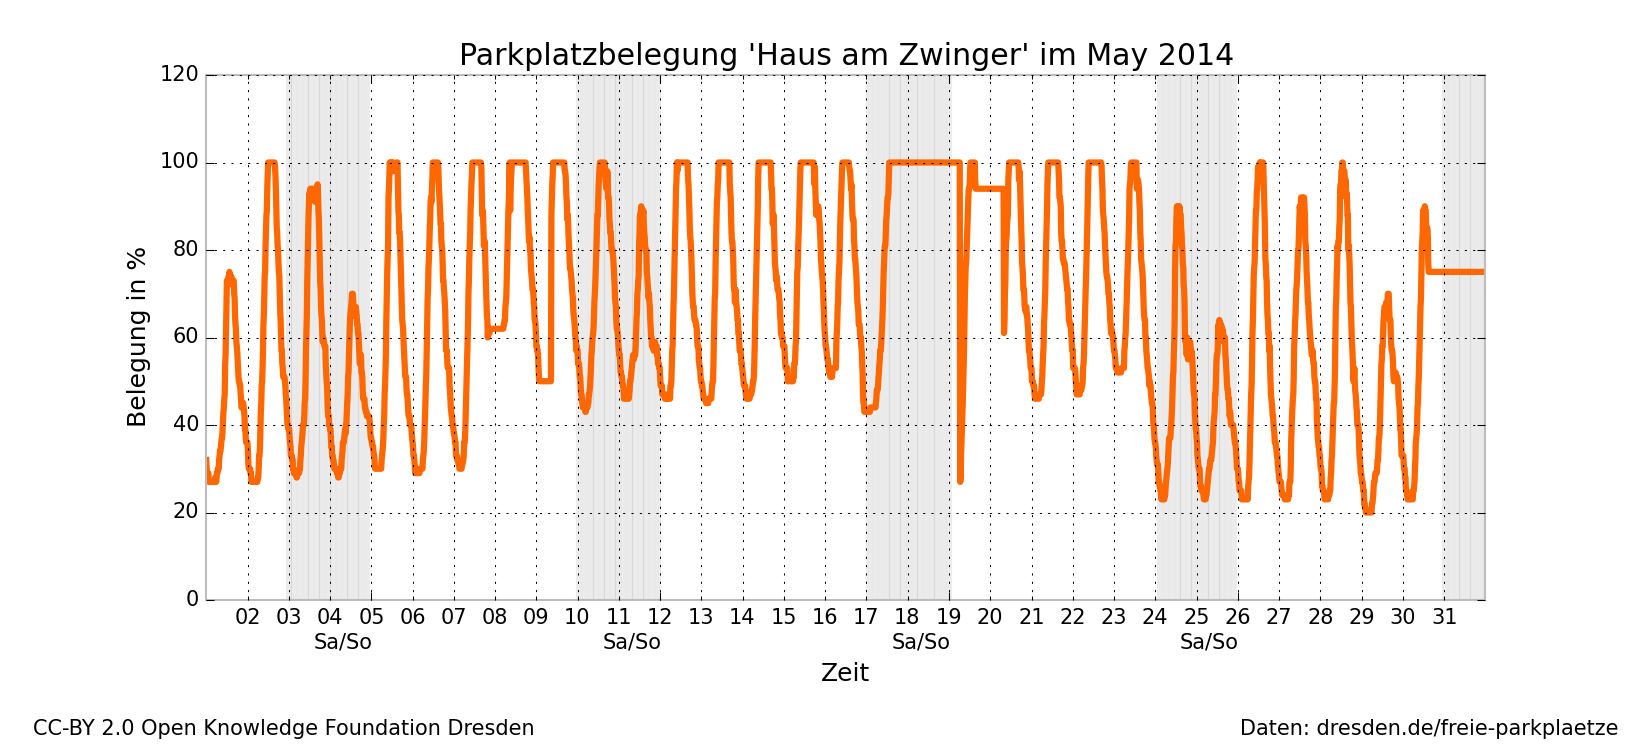 Parkplatzbelegung 'Haus am Zwinger' im May 2014
120
100
80
60
40
20
0
Belegung in %
02 03 04 05 06 07 08 09 10 11 12 13 14 15 16 17 18 19 20 21 22 23 24 25 26 27 28 29 30 31
Sa/So Sa/So Sa/So Sa/So
Zeit
CC-BY 2.0 Open Knowledge Foundation Dresden
Daten: dresden.de/freie-parkplaetze